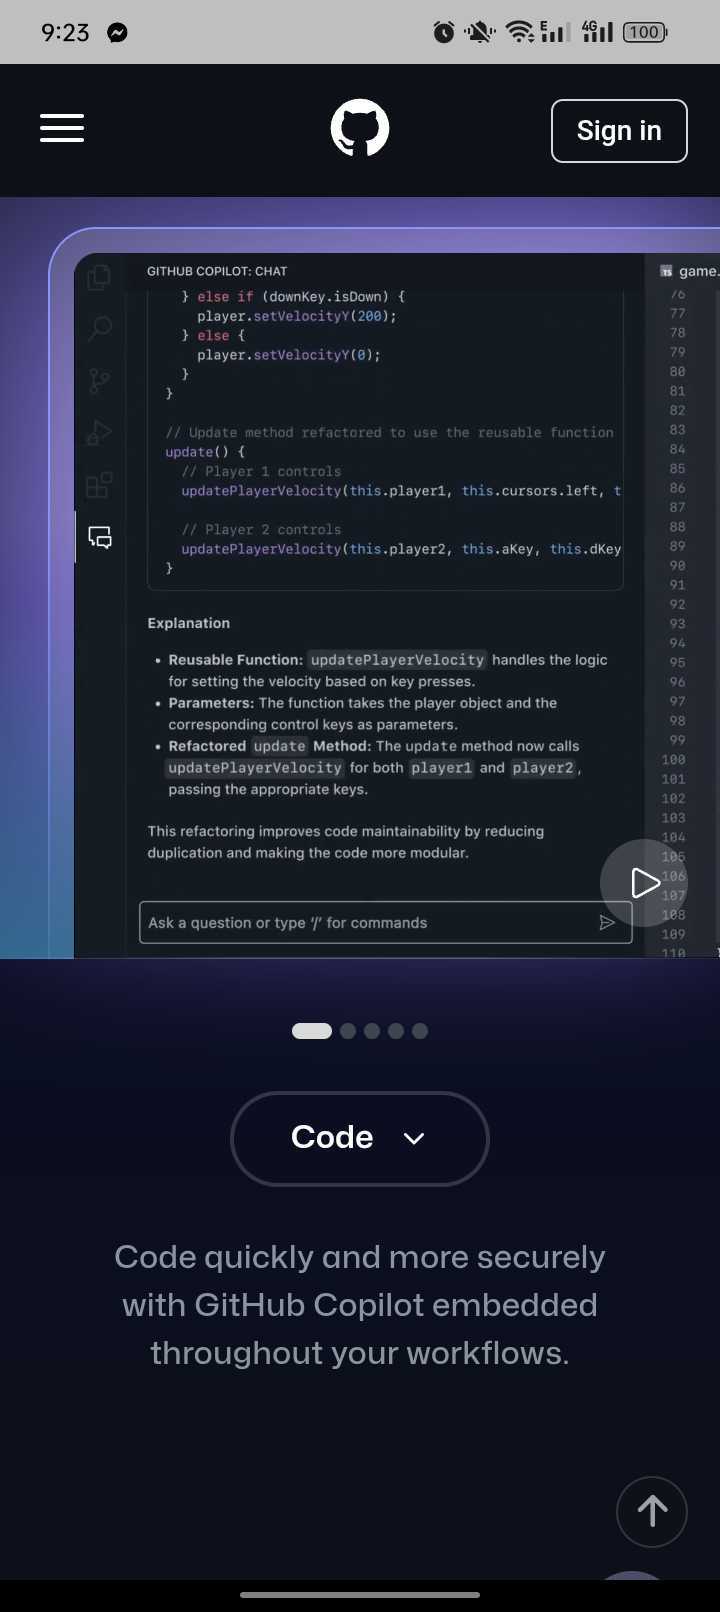 9:23
E
4G
100
Sign in
GITHUB COPILOT: CHAT
TS game.
} else if (downKey.isDown) {
player.setVelocityY(200);
} else {
player.setVelocityY(0);
}
}
// Update method refactored to use the reusable function
update() {
// Player 1 controls
updatePlayerVelocity(this.player1, this.cursors.left, t
// Player 2 controls
updatePlayerVelocity(this.player2, this.aKey, this.dKey
}
76
77
78
79
80
81
82
83
84
85
86
87
88
89
90
91
92
93
94
95
96
97
98
99
100
101
102
103
104
105
106
107
108
109
110
Explanation
• Reusable Function: updatePlayerVelocity handles the logic
for setting the velocity based on key presses.
• Parameters: The function takes the player object and the
corresponding control keys as parameters.
• Refactored update Method: The update method now calls
updatePlayerVelocity for both player1 and player2,
passing the appropriate keys.
This refactoring improves code maintainability by reducing
duplication and making the code more modular.
Ask a question or type ‘/’ for commands
Code
Code quickly and more securely
with GitHub Copilot embedded
throughout your workflows.